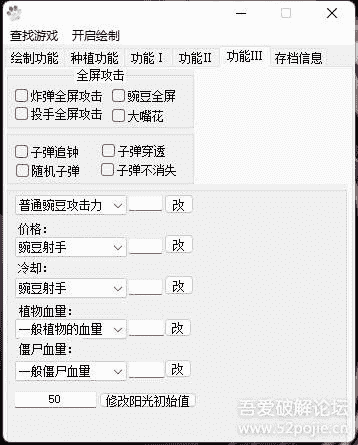 查找游戏 开启绘制
绘制功能 种植功能 功能Ⅰ 功能Ⅱ 功能Ⅲ 存档信息
全屏攻击
炸弹全屏攻击 豌豆全屏
投手全屏攻击 大嘴花
子弹追钟 子弹穿透
随机子弹 子弹不消失
普通豌豆攻击力 改
价格：
豌豆射手 改
冷却：
豌豆射手 改
植物血量：
一般植物的血量 改
僵尸血量：
一般僵尸血量 改
50 修改阳光初始值
吾爱破解论坛
www.52pojie.cn